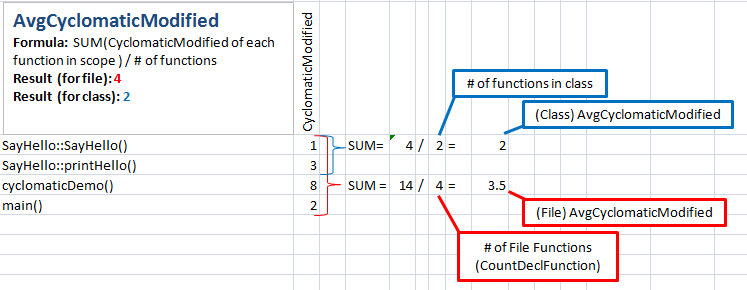 AvgCyclomaticModified
Formula: SUM(CyclomaticModified of each
function in scope ) / # of functions
Result (for file): 4
Result (for class): 2
CyclomaticModified
# of functions in class
(Class) AvgCyclomaticModified
SayHello::SayHello() 1 SUM= 4 / 2 = 2
SayHello::printHello() 3
cyclomaticDemo() 8 SUM = 14 / 4 = 3.5
main() 2
(File) AvgCyclomaticModified
# of File Functions
(CountDeclFunction)